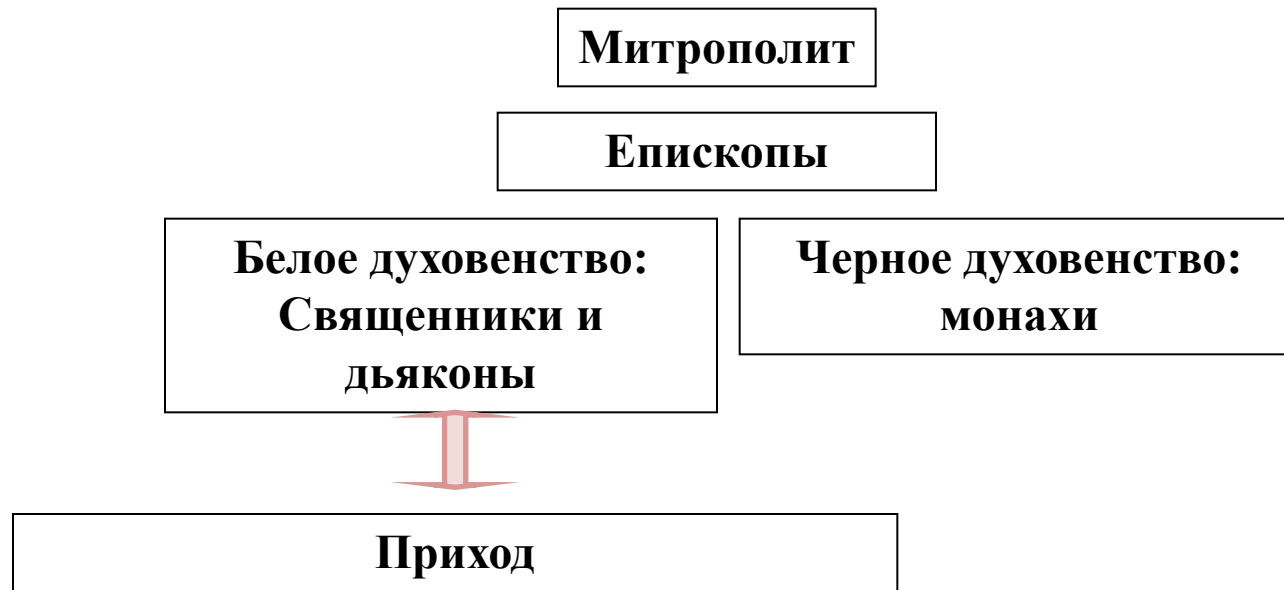 Митрополит
Епископы
Белое духовенство:
Священники и
дьяконы
Черное духовенство:
монахи
Приход